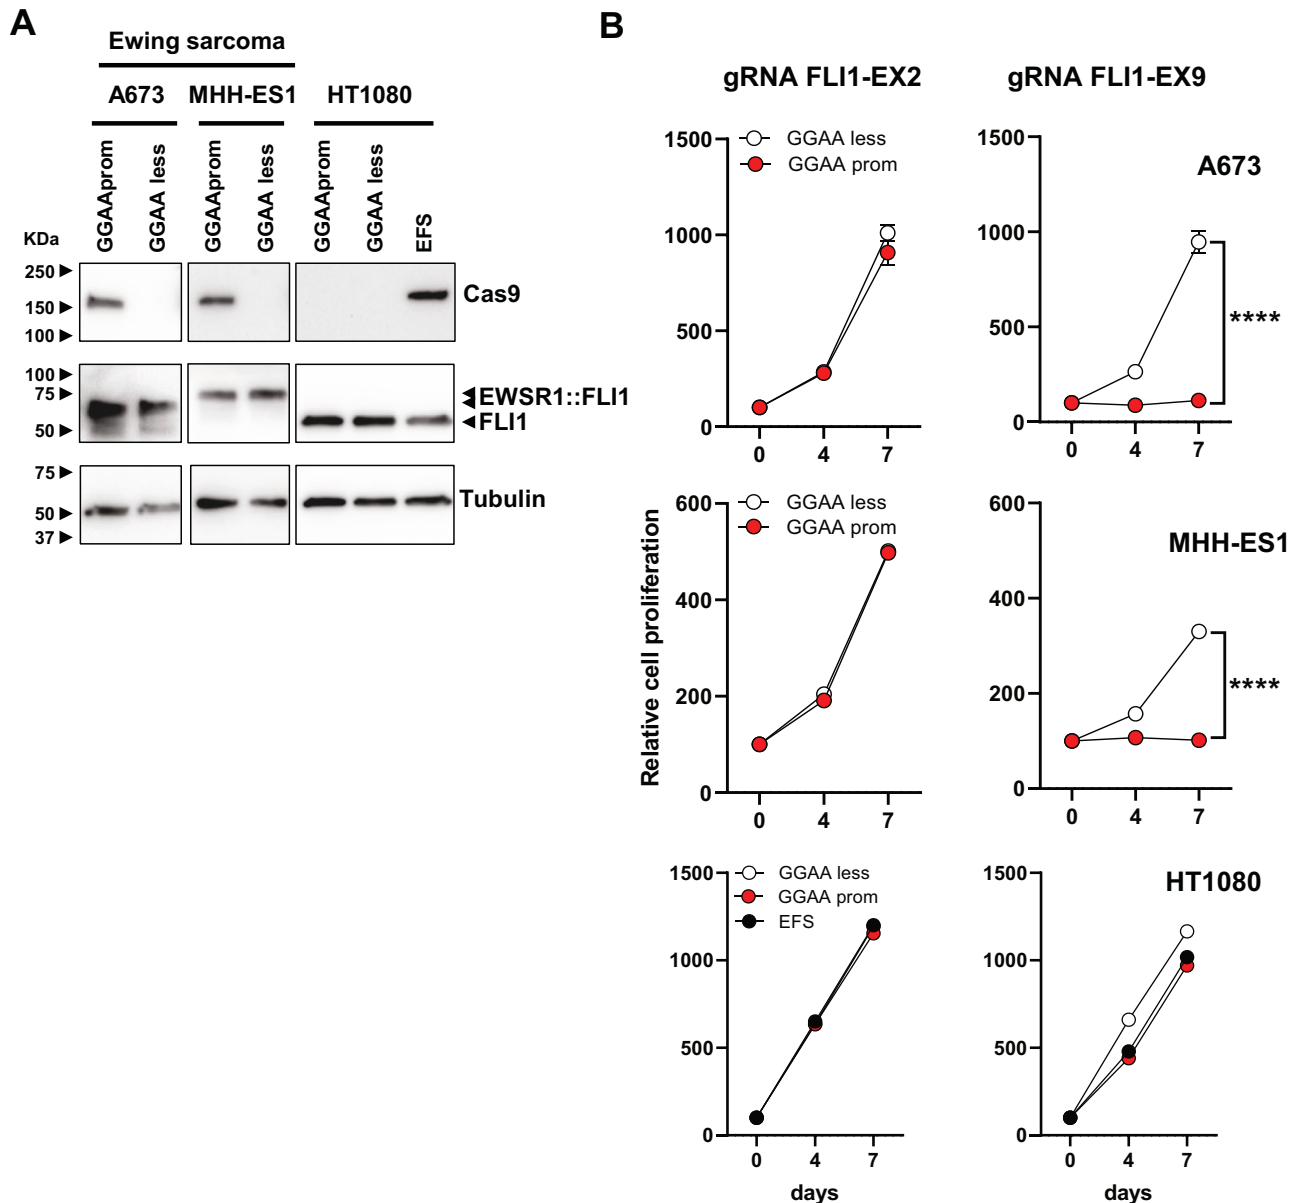 A
Ewing sarcoma
A673 MHH-ES1 HT1080
GGAAprom GGAA less GGAAprom GGAA less GGAAprom GGAA less EFS
KDa
250
150
100
Cas9
100
75
50
EWSR1::FLI1
FLI1
75
50
37
Tubulin
B
gRNA FLI1-EX2 gRNA FLI1-EX9
Relative cell proliferation
1500
1000
500
0
0 4 7
GGAA less
GGAA prom
1500
1000
500
0
0 4 7
A673
****
600
400
200
0
0 4 7
GGAA less
GGAA prom
600
400
200
0
0 4 7
MHH-ES1
****
1500
1000
500
0
0 4 7
days
GGAA less
GGAA prom
EFS
1500
1000
500
0
0 4 7
days
HT1080